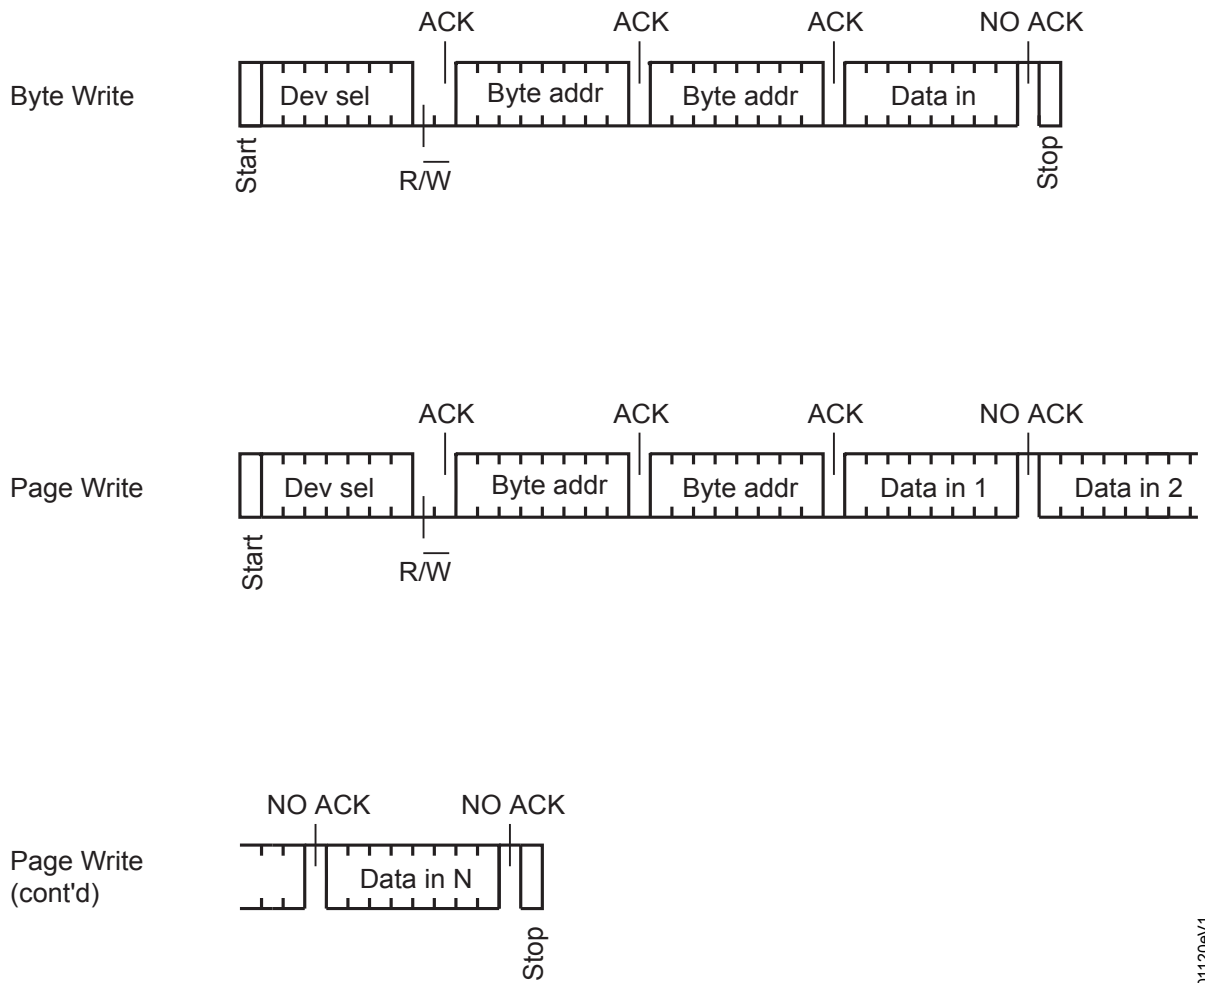 ACK ACK ACK NO ACK
Byte Write
Dev sel Byte addr Byte addr Data in
Start
R/W
Stop
ACK ACK ACK NO ACK
Page Write
Dev sel Byte addr Byte addr Data in 1 Data in 2
Start
R/W
NO ACK NO ACK
Page Write
(cont'd)
Data in N
Stop